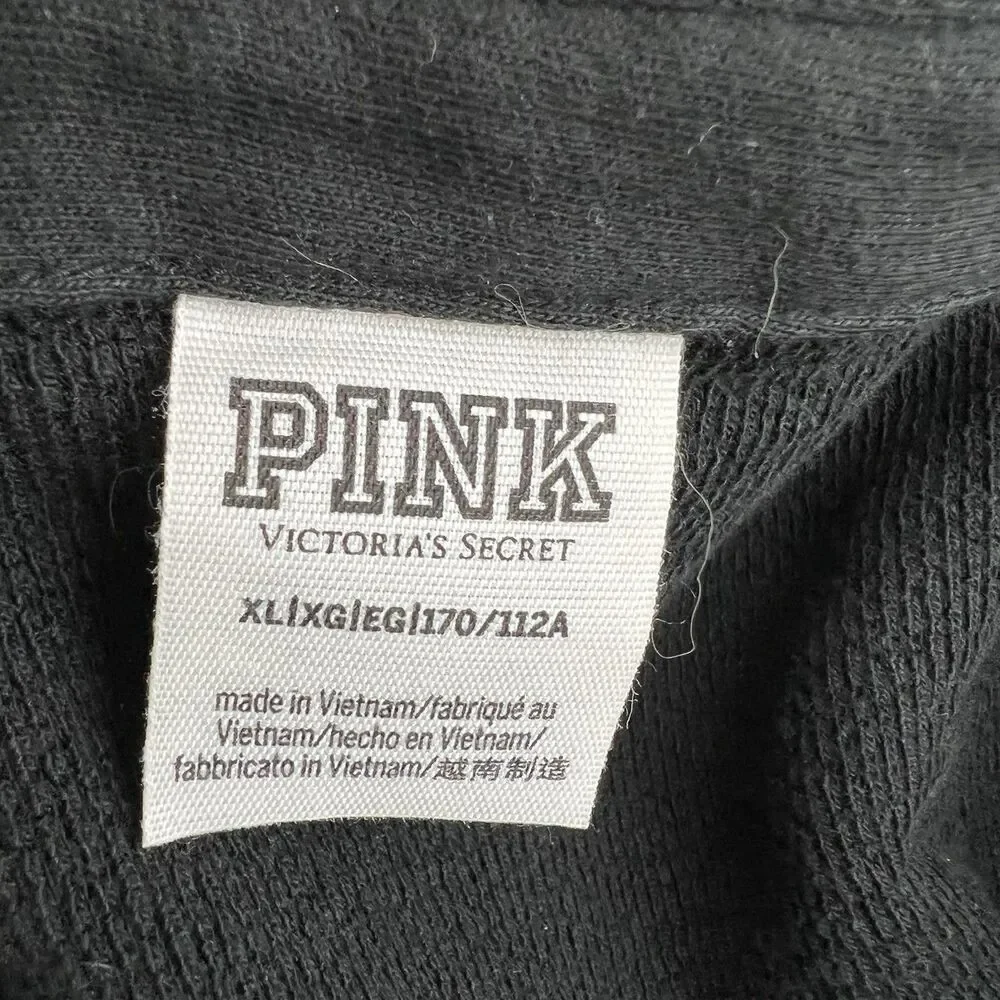 PINK
VICTORIA'S SECRET
XL|XG|EG|170/112A
made in Vietnam/fabriqué au
Vietnam/hecho en Vietnam/
fabbricato in Vietnam/越南制造